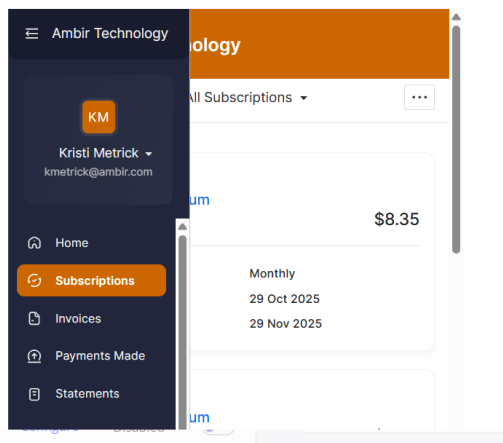 Ambir Technology
ology
KM
Kristi Metrick
kmetrick@ambir.com
Home
Subscriptions
Invoices
Payments Made
Statements
All Subscriptions
...
um
$8.35
Monthly
29 Oct 2025
29 Nov 2025
um